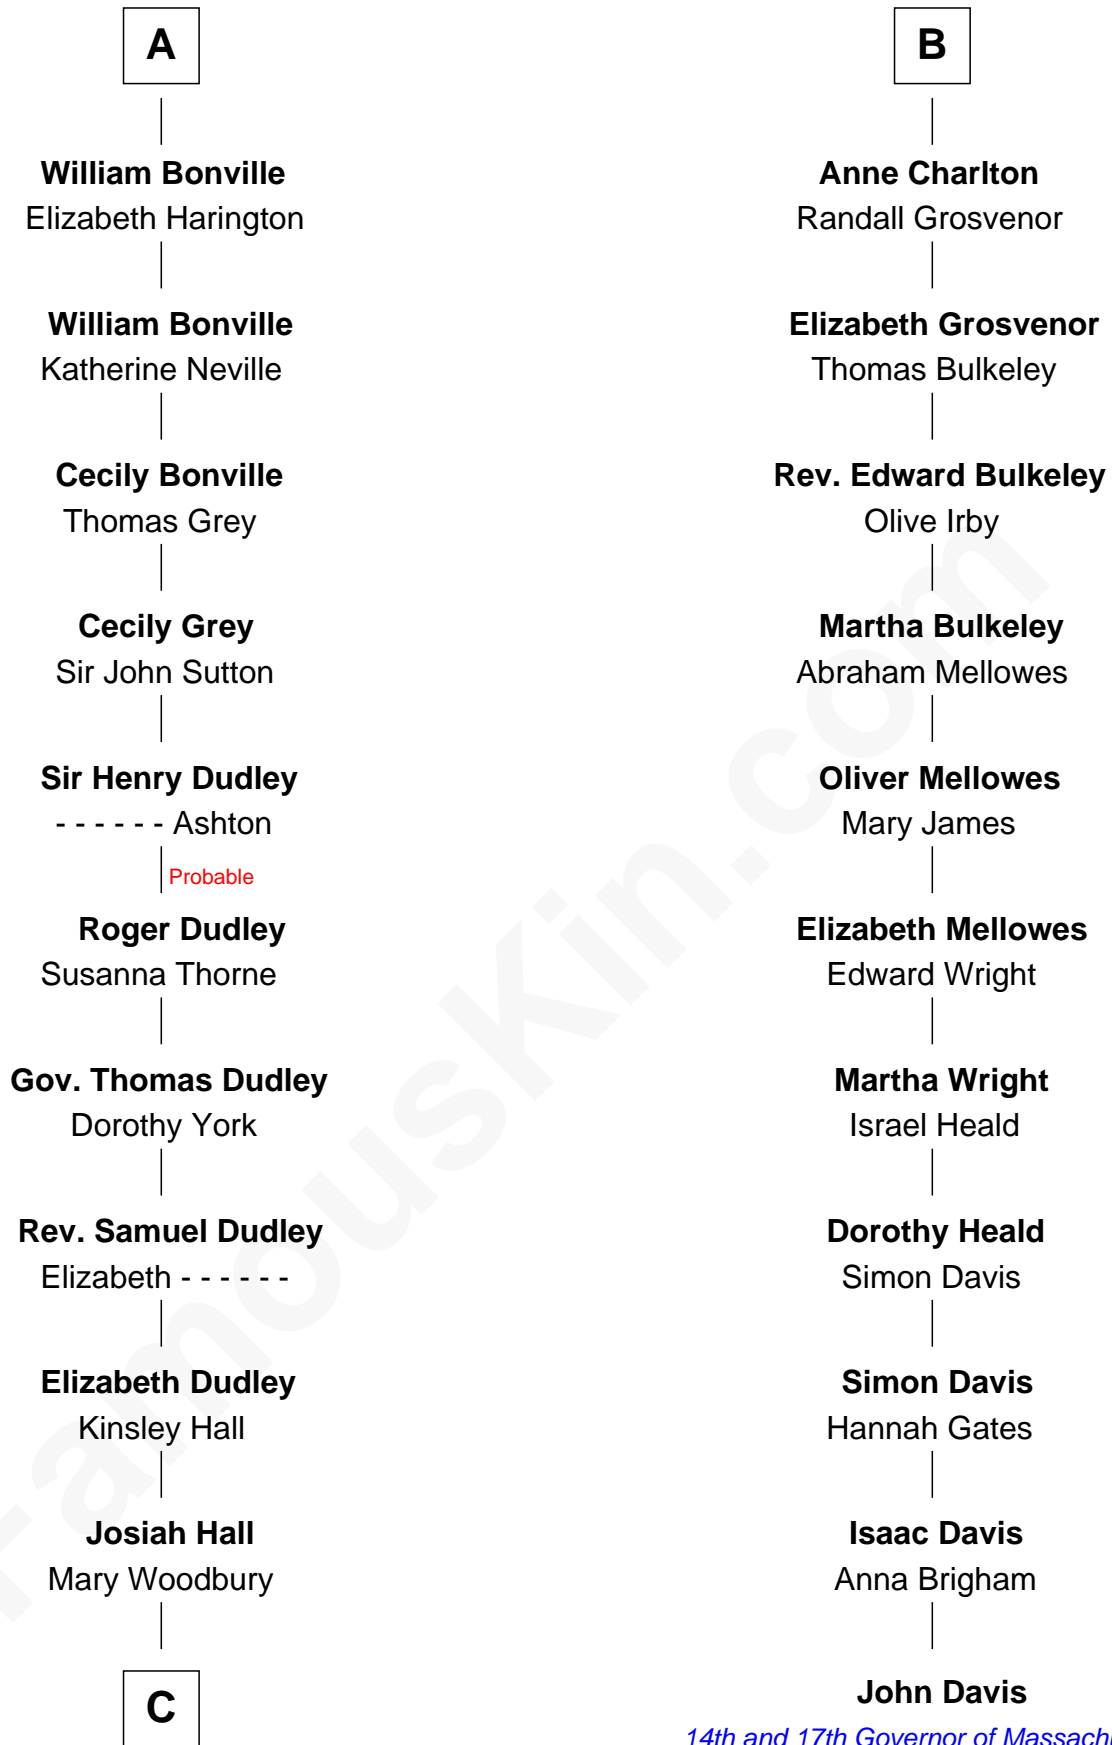 A
William Bonville
Elizabeth Harington
William Bonville
Katherine Neville
Cecily Bonville
Thomas Grey
Cecily Grey
Sir John Sutton
Sir Henry Dudley
- - - - - - Ashton
Probable
Roger Dudley
Susanna Thorne
Gov. Thomas Dudley
Dorothy York
Rev. Samuel Dudley
Elizabeth - - - - - -
Elizabeth Dudley
Kinsley Hall
Josiah Hall
Mary Woodbury
C
B
Anne Charlton
Randall Grosvenor
Elizabeth Grosvenor
Thomas Bulkeley
Rev. Edward Bulkeley
Olive Irby
Martha Bulkeley
Abraham Mellowes
Oliver Mellowes
Mary James
Elizabeth Mellowes
Edward Wright
Martha Wright
Israel Heald
Dorothy Heald
Simon Davis
Simon Davis
Hannah Gates
Isaac Davis
Anna Brigham
John Davis
14th and 17th Governor of
FamousKin.com